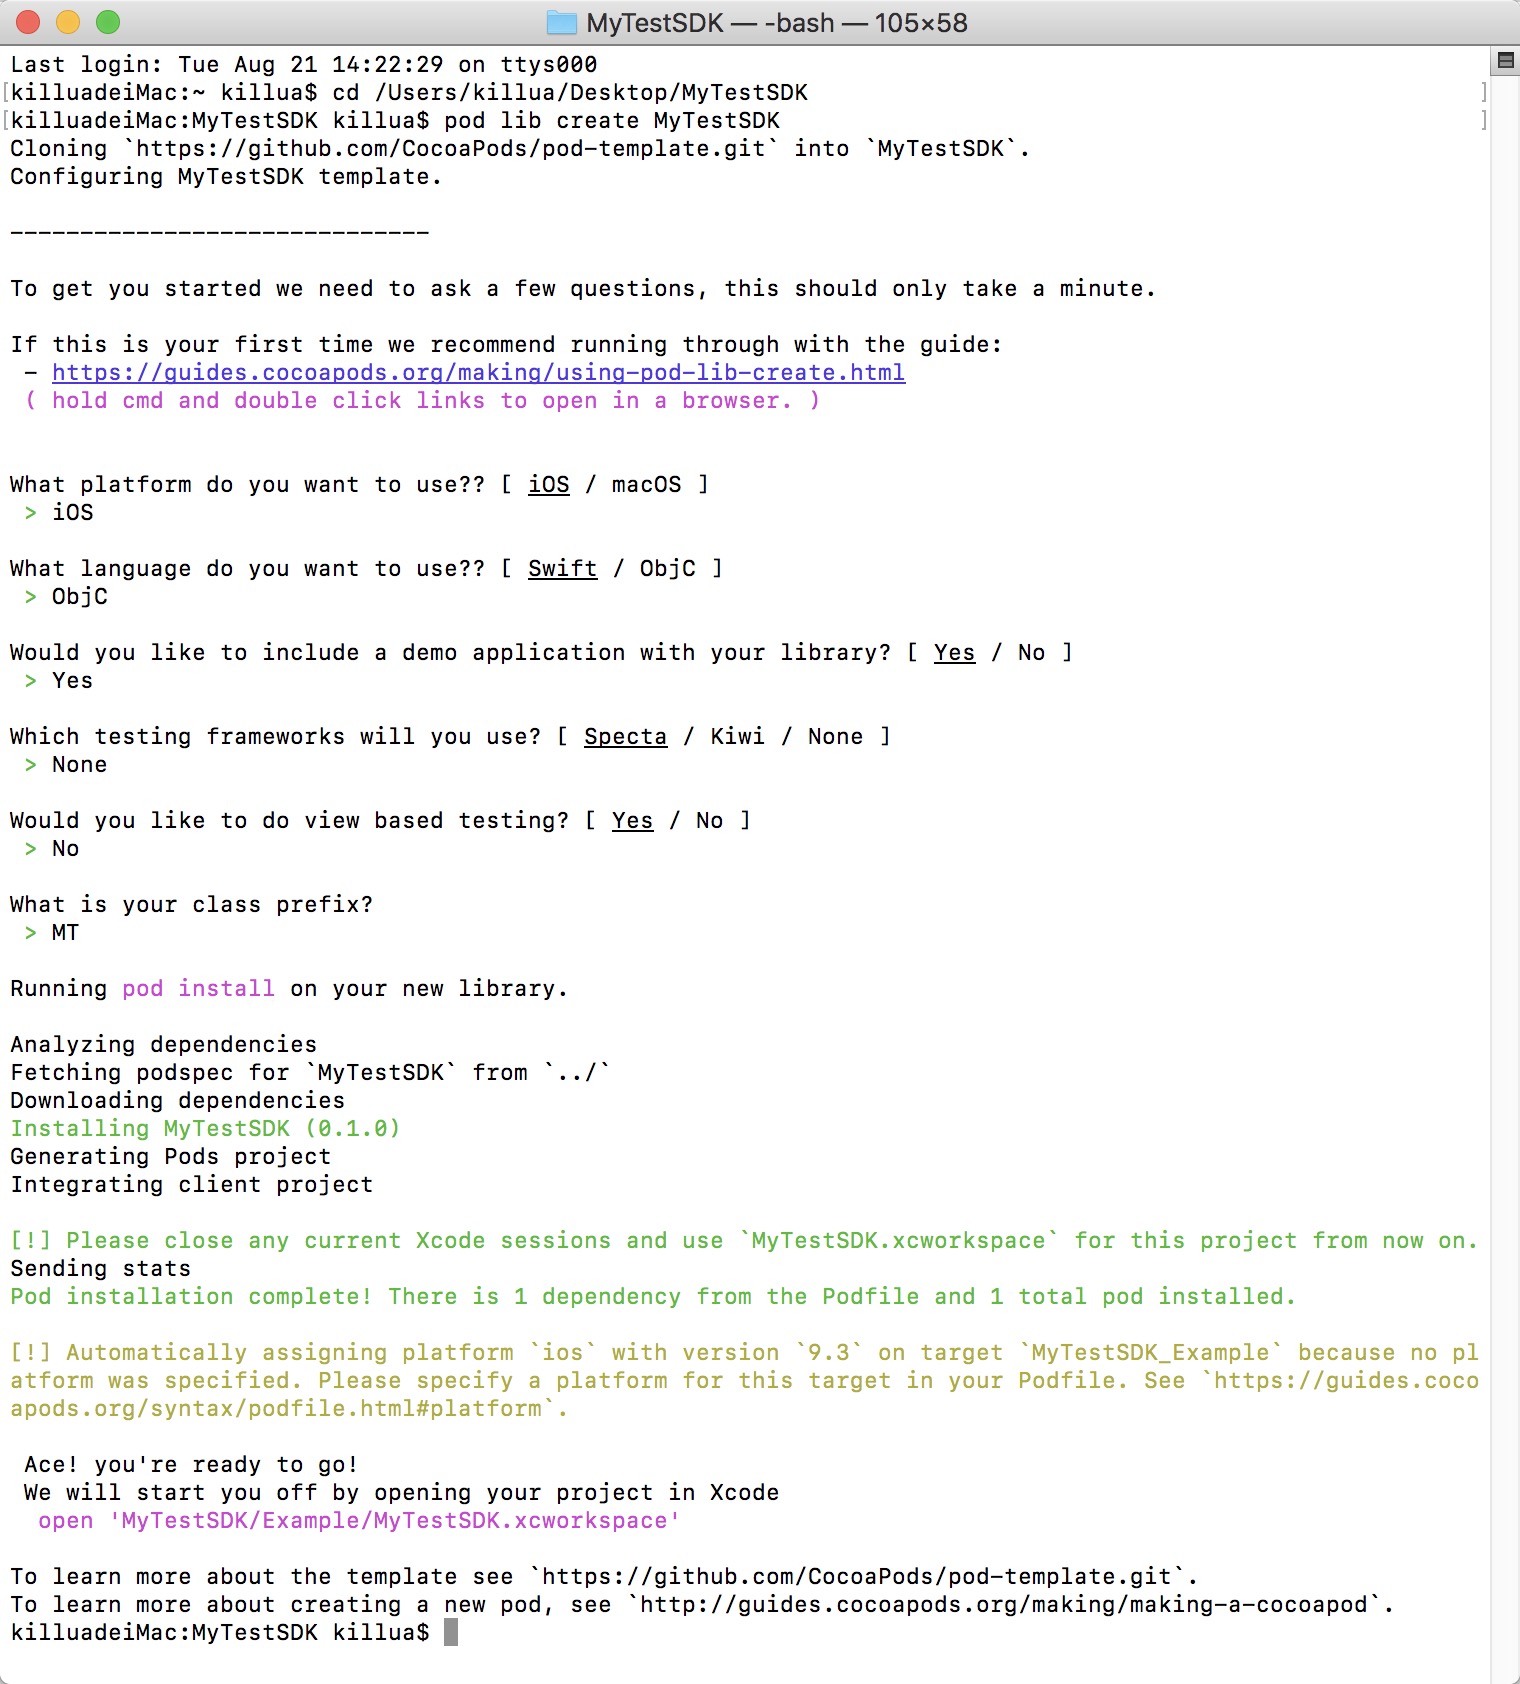 MyTestSDK — -bash — 105×58
Last login: Tue Aug 21 14:22:29 on ttys000
[killuadeiMac:~ killua$ cd /Users/killua/Desktop/MyTestSDK ]
[killuadeiMac:MyTestSDK killua$ pod lib create MyTestSDK ]
Cloning `https://github.com/CocoaPods/pod-template.git` into `MyTestSDK`.
Configuring MyTestSDK template.
------------------------------
To get you started we need to ask a few questions, this should only take a minute.
If this is your first time we recommend running through with the guide:
- https://guides.cocoapods.org/making/using-pod-lib-create.html
( hold cmd and double click links to open in a browser. )
What platform do you want to use?? [ iOS / macOS ]
> iOS
What language do you want to use?? [ Swift / ObjC ]
> ObjC
Would you like to include a demo application with your library? [ Yes / No ]
> Yes
Which testing frameworks will you use? [ Specta / Kiwi / None ]
> None
Would you like to do view based testing? [ Yes / No ]
> No
What is your class prefix?
> MT
Running pod install on your new library.
Analyzing dependencies
Fetching podspec for `MyTestSDK` from `../`
Downloading dependencies
Installing MyTestSDK (0.1.0)
Generating Pods project
Integrating client project
[!] Please close any current Xcode sessions and use `MyTestSDK.xcworkspace` for this project from now on.
Sending stats
Pod installation complete! There is 1 dependency from the Podfile and 1 total pod installed.
[!] Automatically assigning platform `ios` with version `9.3` on target `MyTestSDK_Example` because no pl
atform was specified. Please specify a platform for this target in your Podfile. See `https://guides.coco
apods.org/syntax/podfile.html#platform`.
Ace! you're ready to go!
We will start you off by opening your project in Xcode
open 'MyTestSDK/Example/MyTestSDK.xcworkspace'
To learn more about the template see `https://github.com/CocoaPods/pod-template.git`.
To learn more about creating a new pod, see `http://guides.cocoapods.org/making/making-a-cocoapod`.
killuadeiMac:MyTestSDK killua$